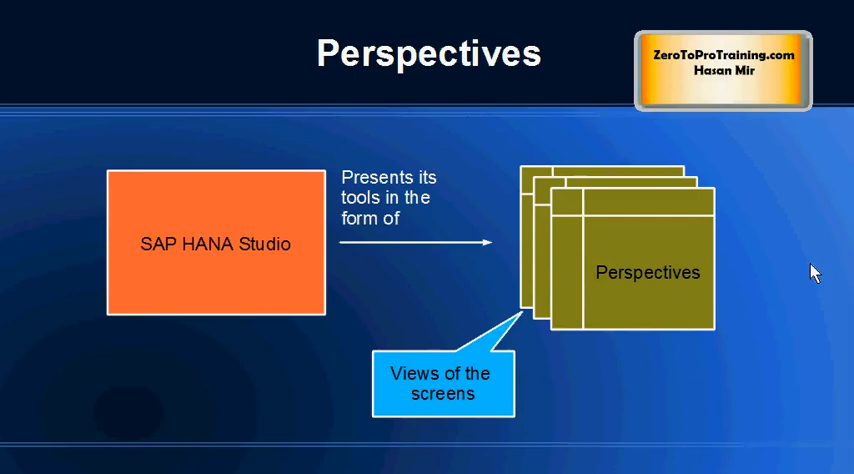 Perspectives
ZeroToProTraining.com
Hasan Mir
SAP HANA Studio
Presents its
tools in the
form of
Perspectives
Views of the
screens